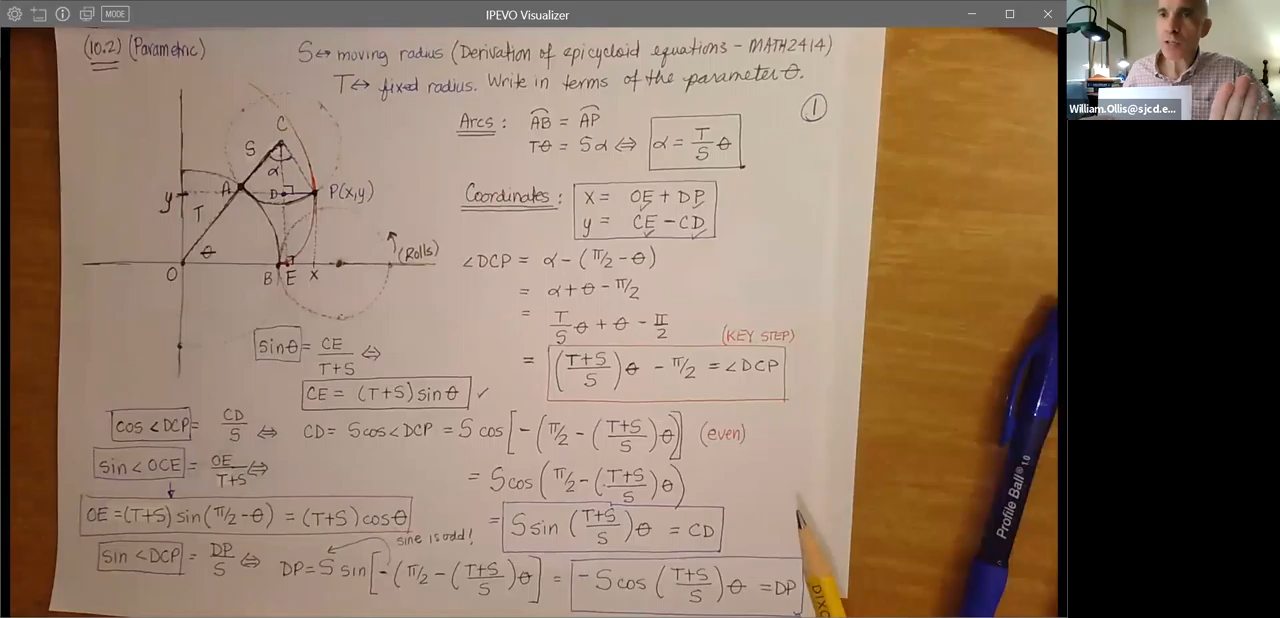 MODE
IPEVO Visualizer
William.Ollis@sjcd.e...
(10.2) (Parametric)
S↔ moving radius (Derivation of epicycloid equations - MATH2414)
T↔ fixed radius. Write in terms of the parameter θ.
1
C
S
α
A
D
P(x,y)
y
T
θ
O
B
E
X
(Rolls)
Arcs: AB = AP
Tθ = Sα ⇔ α = T/S θ
Coordinates: x = OE + DP
y = CE - CD
∠DCP = α - (π/2 - θ)
= α + θ - π/2
= T/S θ + θ - π/2
(KEY STEP)
= ((T+S)/S) θ - π/2 = ∠DCP
sinθ = CE/(T+S) ⇔
CE = (T+S) sinθ ✓
cos∠DCP = CD/S ⇔ CD = S cos∠DCP = S cos[-(π/2 - ((T+S)/S)θ)] (even)
sin∠OCE = OE/(T+S) ⇔
= S cos(π/2 - ((T+S)/S)θ)
OE = (T+S) sin(π/2 - θ) = (T+S) cosθ
= S sin((T+S)/S)θ = CD
sine is odd!
sin∠DCP = DP/S ⇔ DP = S sin[-(π/2 - ((T+S)/S)θ)] = -S cos((T+S)/S)θ = DP
Profile Ball® 1.0
DIXO